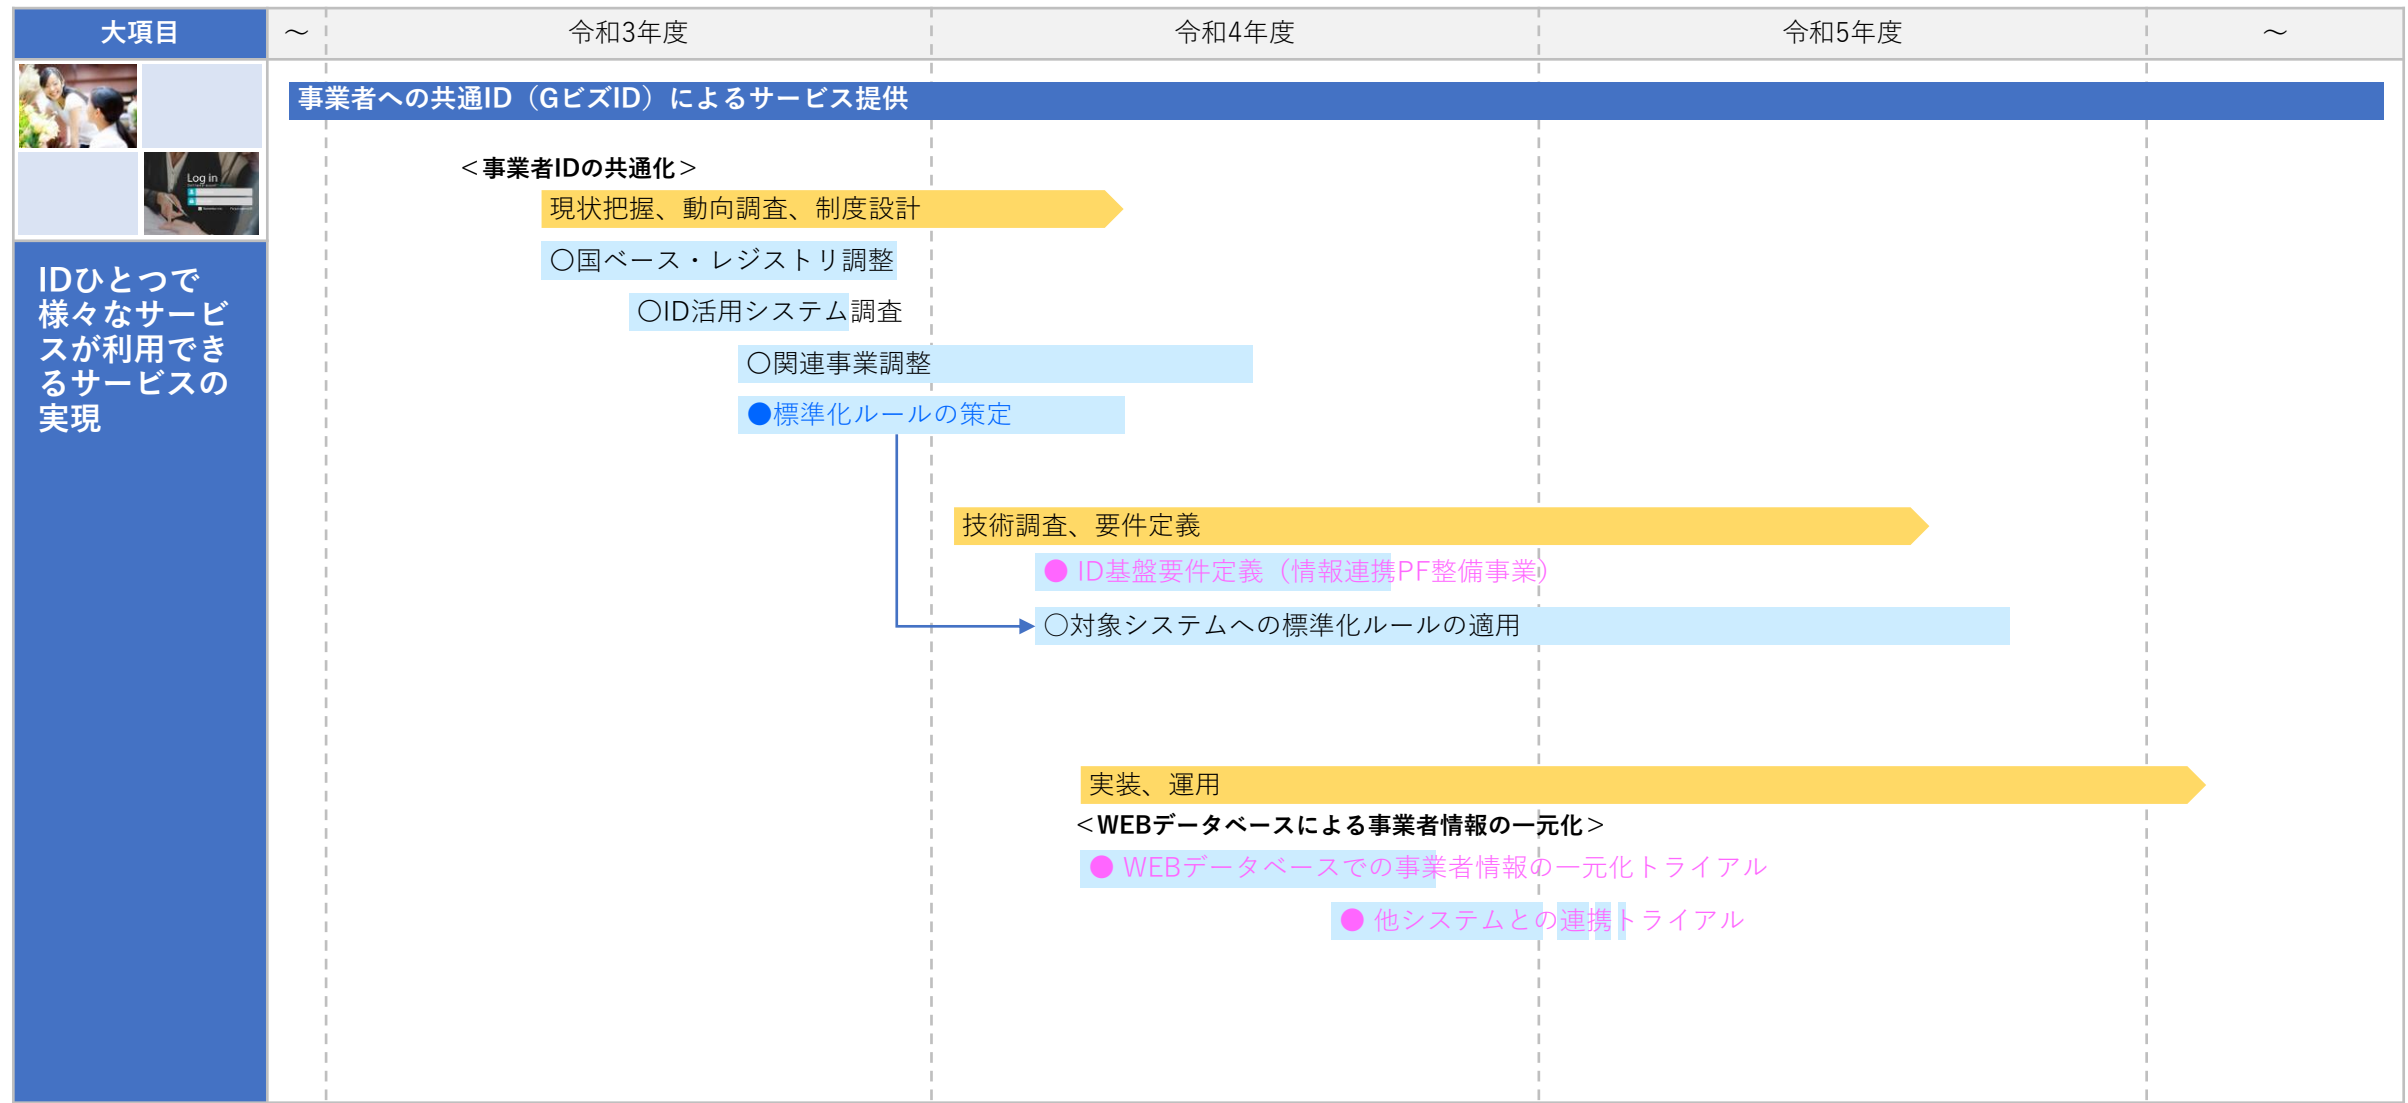 大項目
～
令和3年度
令和4年度
令和5年度
～
Log in
事業者への共通ID（GビズID）によるサービス提供
＜事業者IDの共通化＞
現状把握、動向調査、制度設計
〇国ベース・レジストリ調整
〇ID活用システム調査
〇関連事業調整
●標準化ルールの策定
IDひとつで
様々なサービ
スが利用でき
るサービスの
実現
技術調査、要件定義
● ID基盤要件定義（情報連携PF整備事業）
〇対象システムへの標準化ルールの適用
実装、運用
＜WEBデータベースによる事業者情報の一元化＞
● WEBデータベースでの事業者情報の一元化トライアル
● 他システムとの連携トライアル